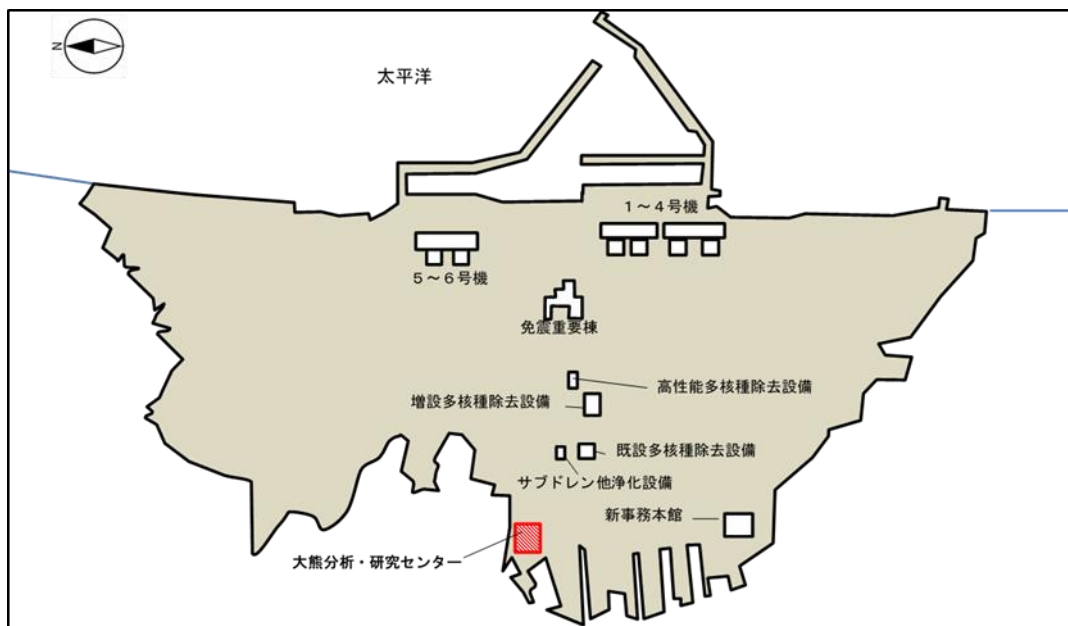 N
太平洋
1～4号機
5～6号機
免震重要棟
高性能多核種除去設備
増設多核種除去設備
既設多核種除去設備
サブドレン他浄化設備
新事務本館
大熊分析・研究センター